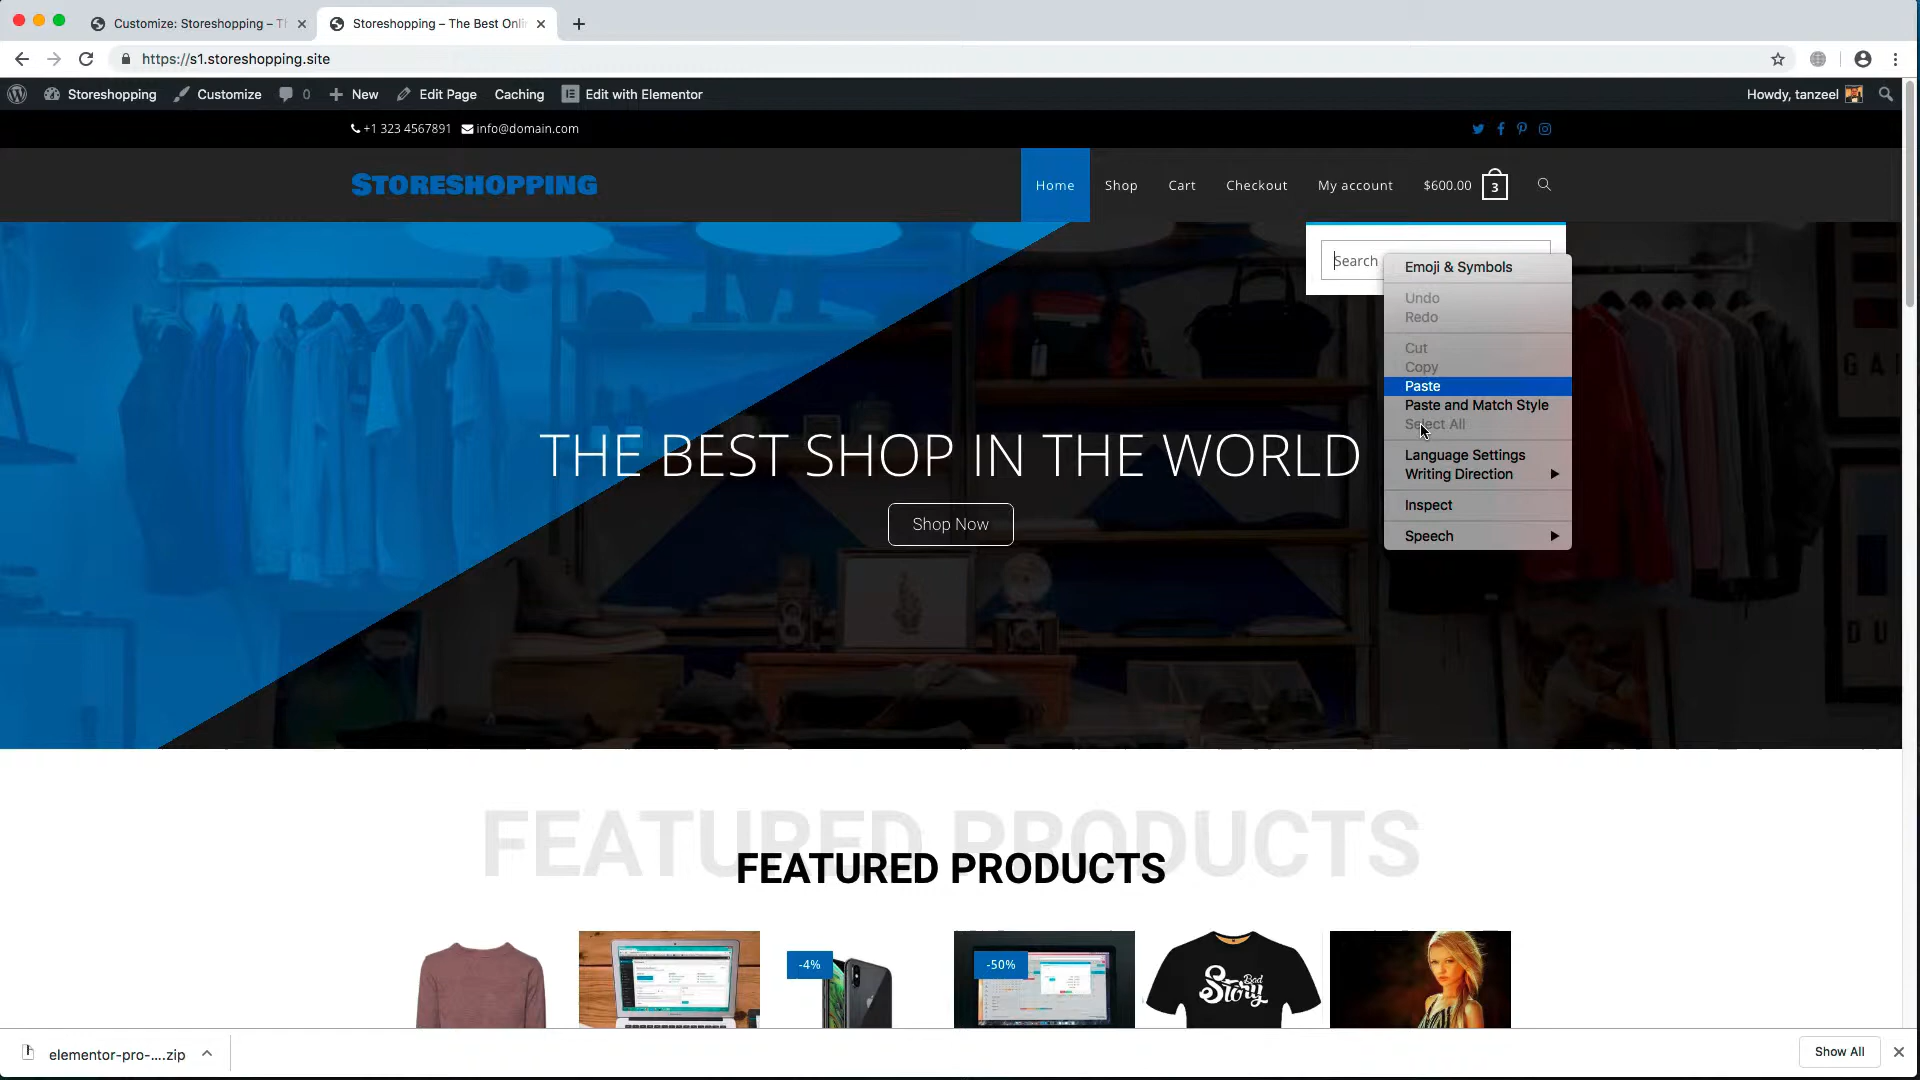 Customize: Storeshopping – Th
Storeshopping – The Best Onli
https://s1.storeshopping.site
Storeshopping
Customize
0
New
Edit Page
Caching
Edit with Elementor
Howdy, tanzeel
+1 323 4567891
info@domain.com
STORESHOPPING
Home
Shop
Cart
Checkout
My account
$600.00
3
Search
Emoji & Symbols
Undo
Redo
Cut
Copy
Paste
Paste and Match Style
Select All
Language Settings
Writing Direction
Inspect
Speech
THE BEST SHOP IN THE WORLD
Shop Now
FEATURED PRODUCTS
FEATURED PRODUCTS
-4%
-50%
Bad
Story
elementor-pro-....zip
Show All